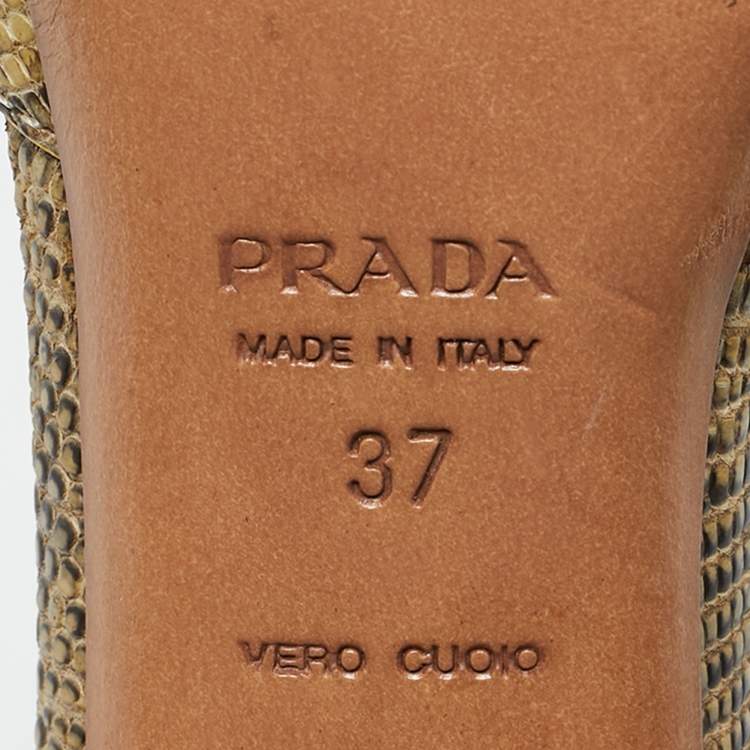 PRADA
MADE IN ITALY
37
VERO CUOIO